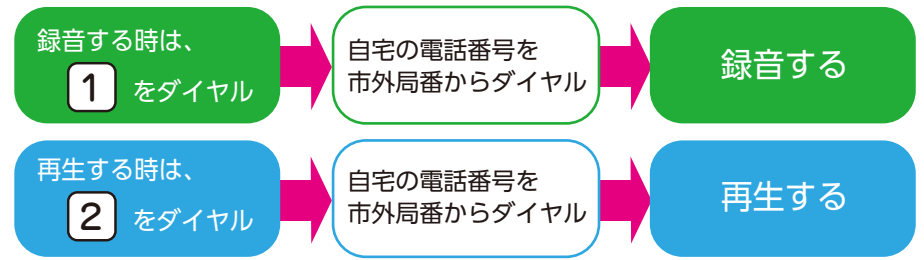 録音する時は、
1 をダイヤル
自宅の電話番号を
市外局番からダイヤル
録音する
再生する時は、
2 をダイヤル
自宅の電話番号を
市外局番からダイヤル
再生する